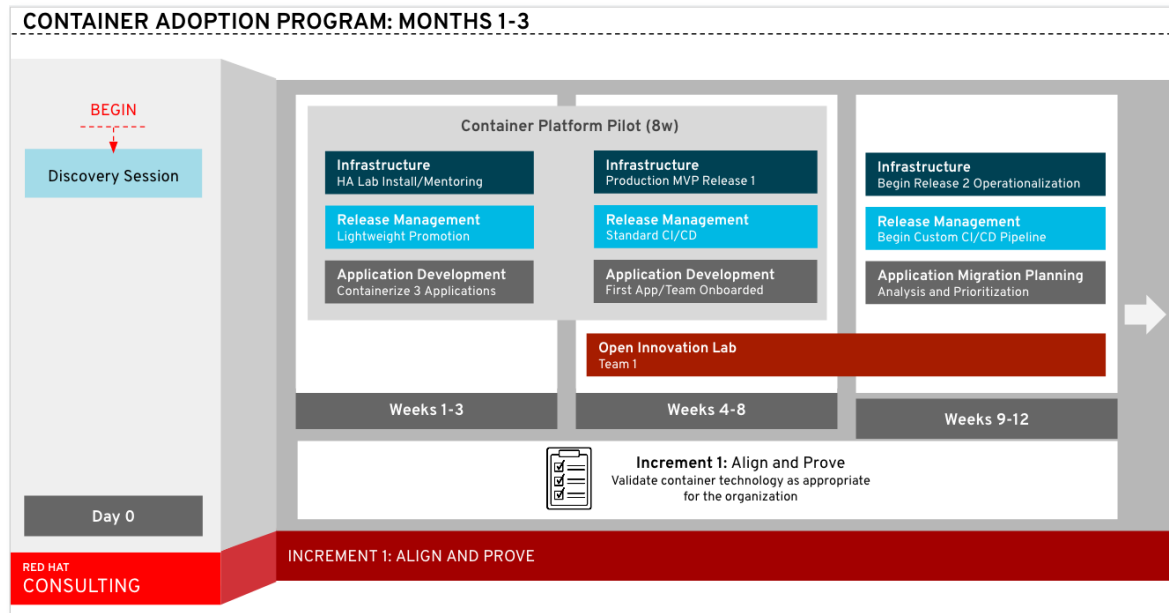 CONTAINER ADOPTION PROGRAM: MONTHS 1-3
BEGIN
Discovery Session
Day 0
RED HAT
CONSULTING
Container Platform Pilot (8w)
Infrastructure
HA Lab Install/Mentoring
Release Management
Lightweight Promotion
Application Development
Containerize 3 Applications
Weeks 1-3
Infrastructure
Production MVP Release 1
Release Management
Standard CI/CD
Application Development
First App/Team Onboarded
Weeks 4-8
Infrastructure
Begin Release 2 Operationalization
Release Management
Begin Custom CI/CD Pipeline
Application Migration Planning
Analysis and Prioritization
Open Innovation Lab
Team 1
Weeks 9-12
Increment 1: Align and Prove
Validate container technology as appropriate
for the organization
INCREMENT 1: ALIGN AND PROVE